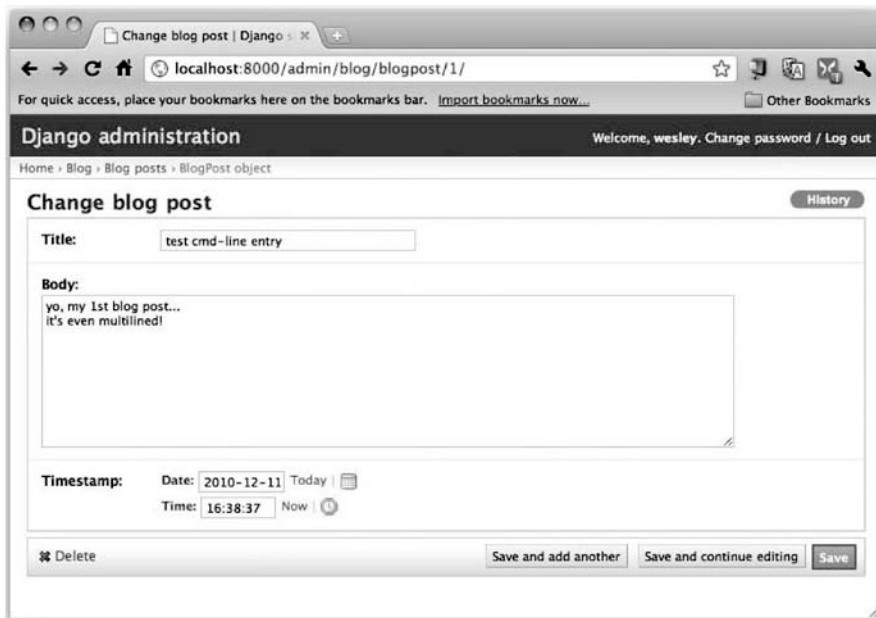 Change blog post | Django s
localhost:8000/admin/blog/blogpost/1/
For quick access, place your bookmarks here on the bookmarks bar. Import bookmarks now... Other Bookmarks
Django administration Welcome, wesley. Change password / Log out
Home › Blog › Blog posts › BlogPost object
Change blog post History
Title: test cmd-line entry
Body:
yo, my 1st blog post...
it's even multilined!
Timestamp: Date: 2010-12-11 Today |
Time: 16:38:37 Now |
Delete Save and add another Save and continue editing Save